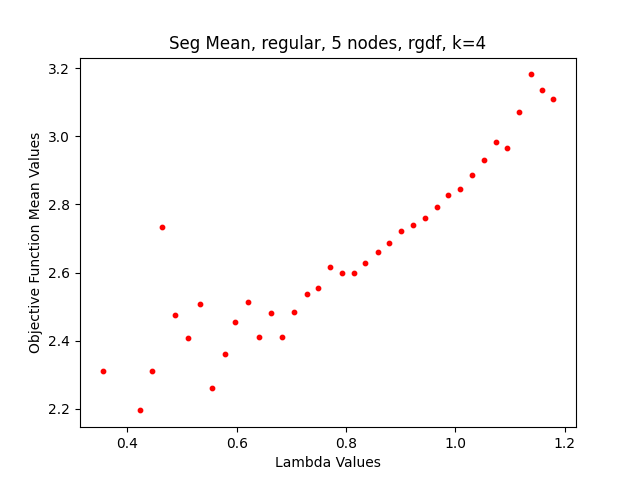 Seg Mean, regular, 5 nodes, rgdf, k=4
3.2
3.0
2.8
2.6
2.4
2.2
Objective Function Mean Values
0.4 0.6 0.8 1.0 1.2
Lambda Values